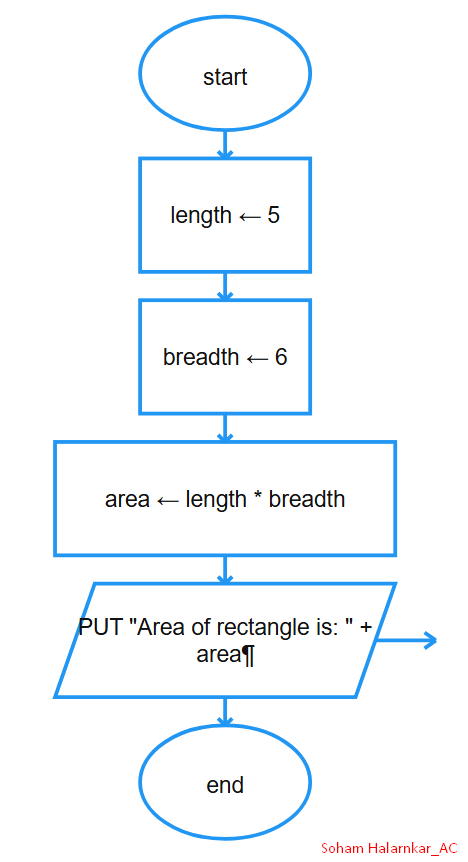 start
length ← 5
breadth ← 6
area ← length * breadth
PUT "Area of rectangle is: " +
area¶
end
Soham Halarnkar_AC